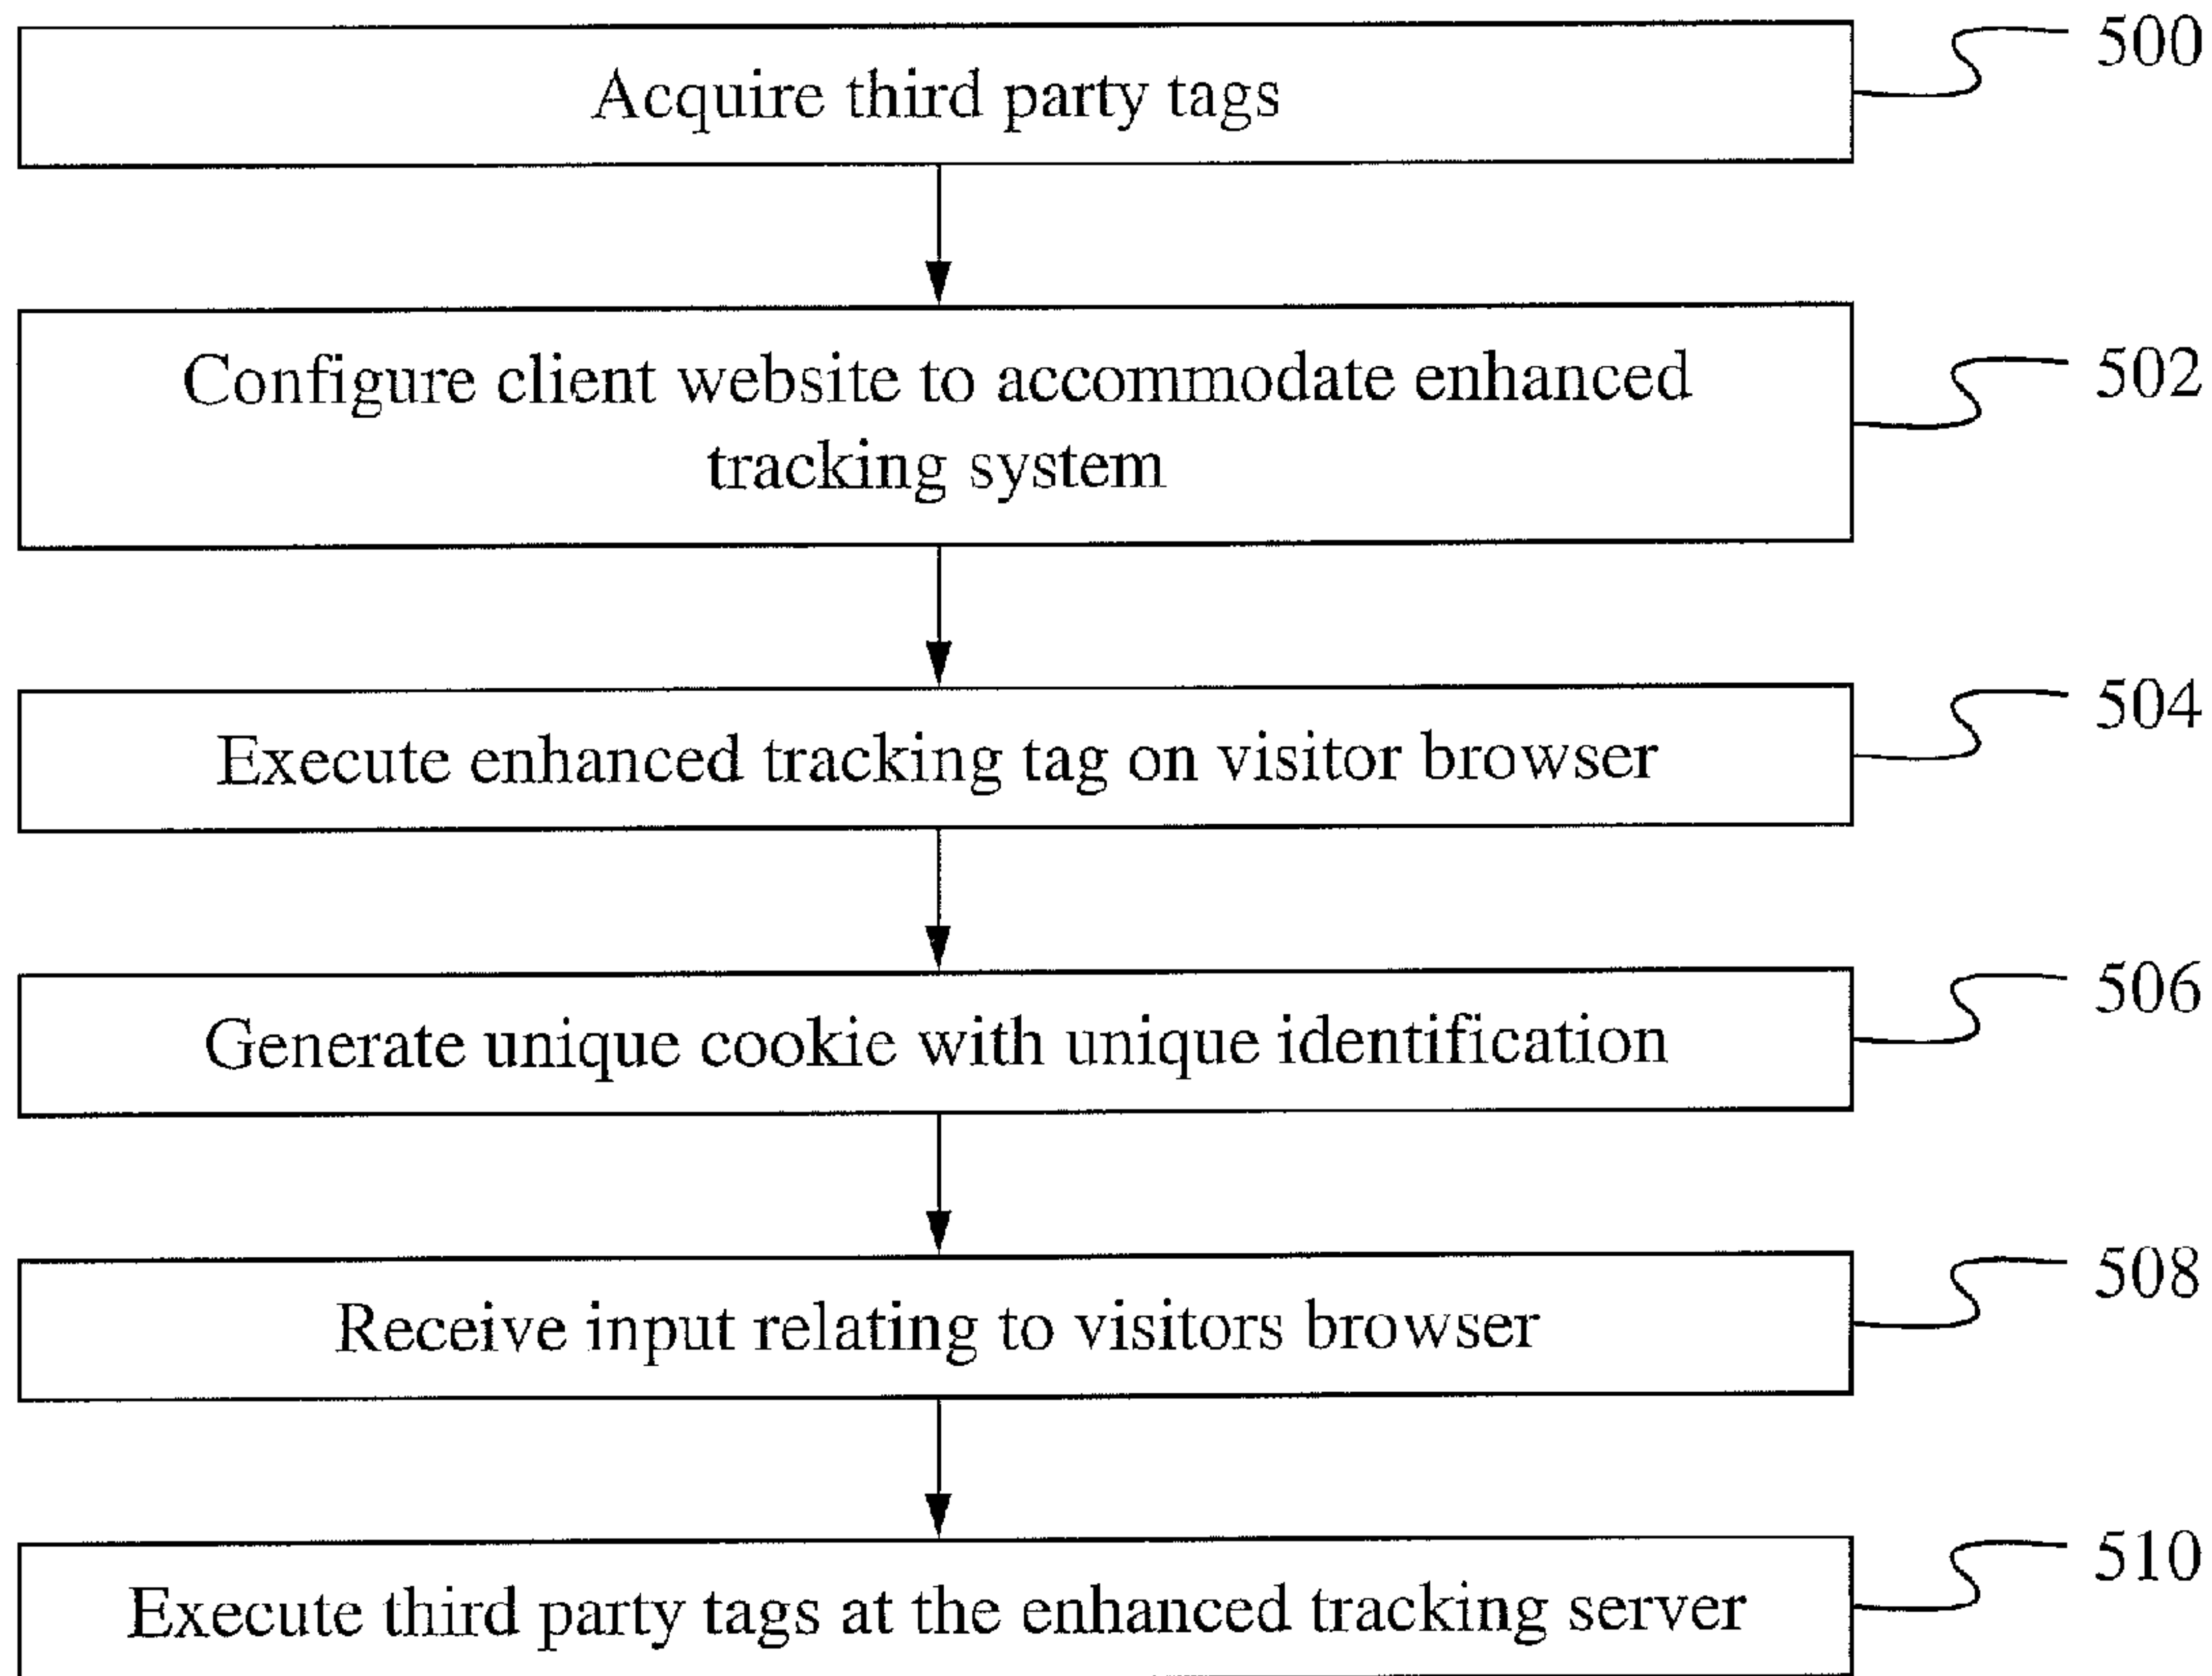 Acquire third party tags
500
Configure client website to accommodate enhanced
tracking system
502
Execute enhanced tracking tag on visitor browser
504
Generate unique cookie with unique identification
506
Receive input relating to visitors browser
508
Execute third party tags at the enhanced tracking server
510